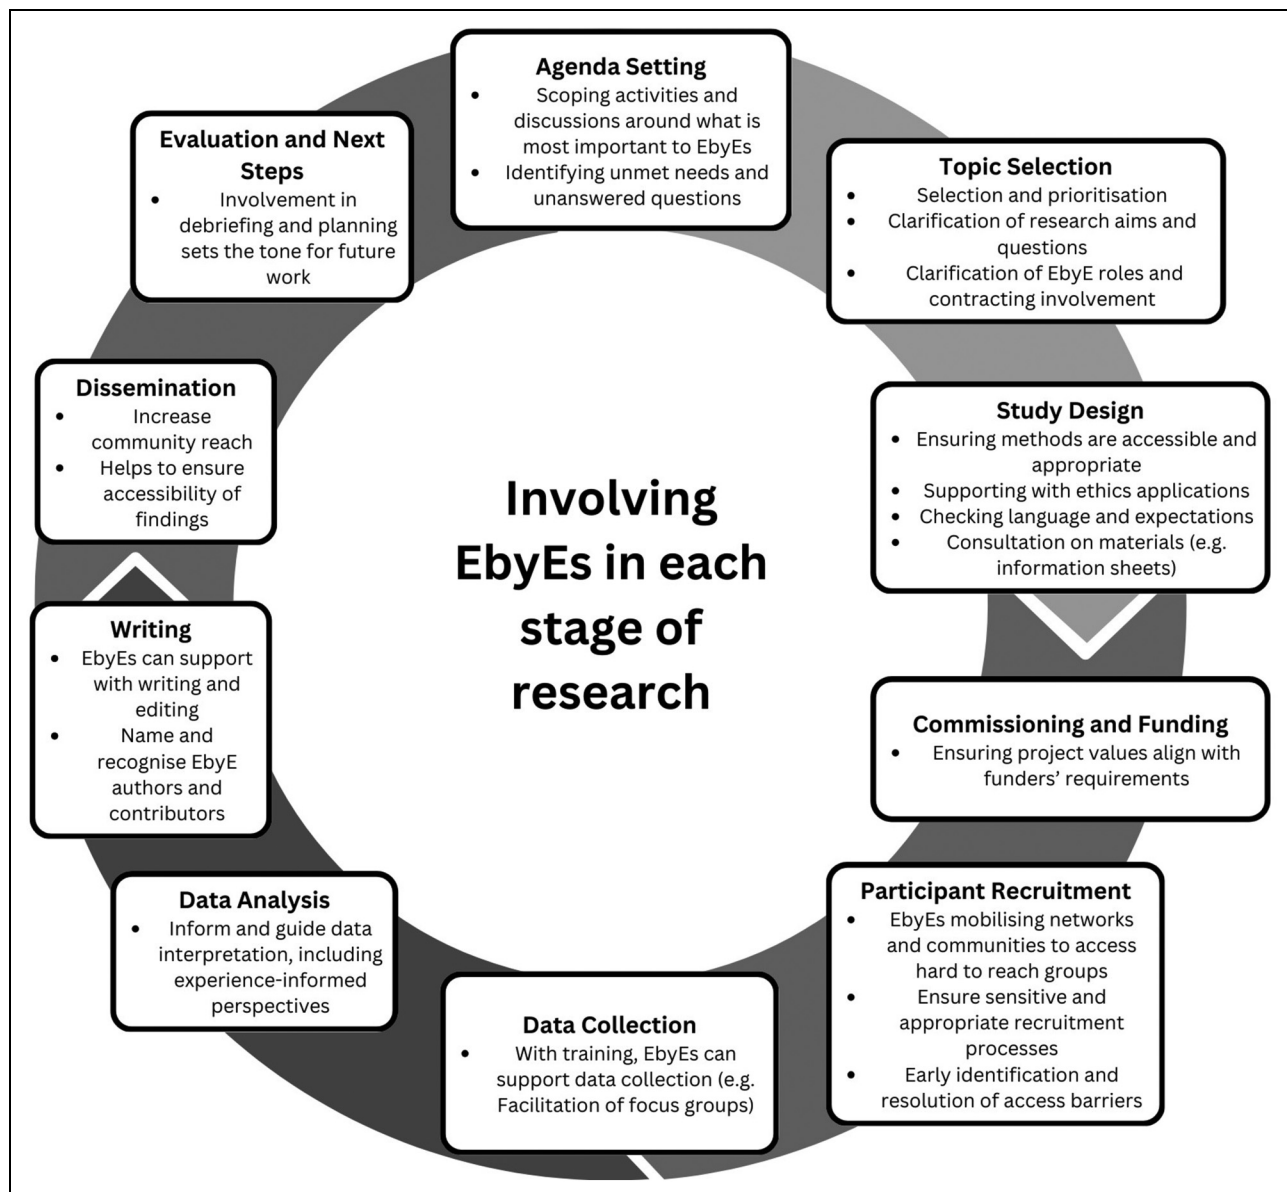 Agenda Setting
• Scoping activities and
discussions around what is
most important to EbyEs
• Identifying unmet needs and
unanswered questions
Topic Selection
• Selection and prioritisation
• Clarification of research aims and
questions
• Clarification of EbyE roles and
contracting involvement
Study Design
• Ensuring methods are accessible and
appropriate
• Supporting with ethics applications
• Checking language and expectations
• Consultation on materials (e.g.
information sheets)
Commissioning and Funding
• Ensuring project values align with
funders’ requirements
Participant Recruitment
• EbyEs mobilising networks
and communities to access
hard to reach groups
• Ensure sensitive and
appropriate recruitment
processes
• Early identification and
resolution of access barriers
Data Collection
• With training, EbyEs can
support data collection (e.g.
Facilitation of focus groups)
Data Analysis
• Inform and guide data
interpretation, including
experience-informed
perspectives
Writing
• EbyEs can support
with writing and
editing
• Name and
recognise EbyE
authors and
contributors
Dissemination
• Increase
community reach
• Helps to ensure
accessibility of
findings
Evaluation and Next
Steps
• Involvement in
debriefing and planning
sets the tone for future
work
Involving
EbyEs in each
stage of
research